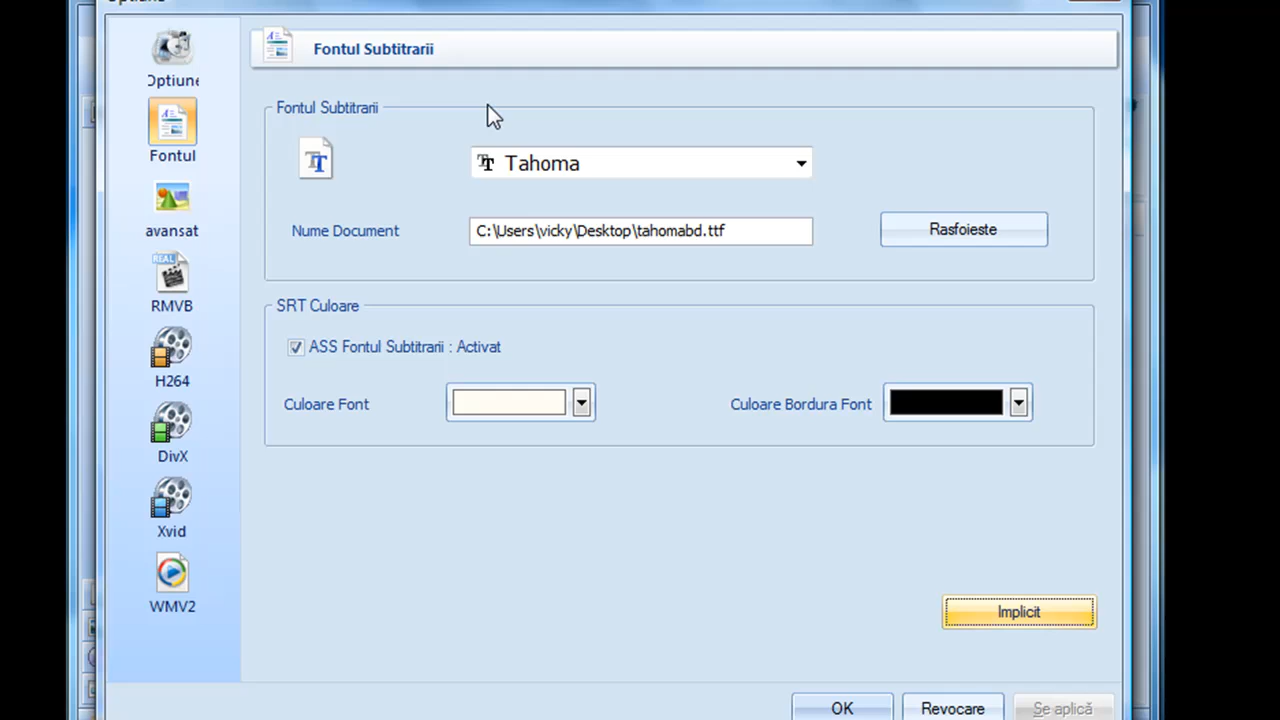 Fontul Subtitrarii
Optiune
Fontul
avansat
RMVB
H264
DivX
Xvid
WMV2
Fontul Subtitrarii
Tahoma
Nume Document
C:\Users\vicky\Desktop\tahomabd.ttf
Rasfoieste
SRT Culoare
ASS Fontul Subtitrarii : Activat
Culoare Font
Culoare Bordura Font
Implicit
OK
Revocare
Se aplică